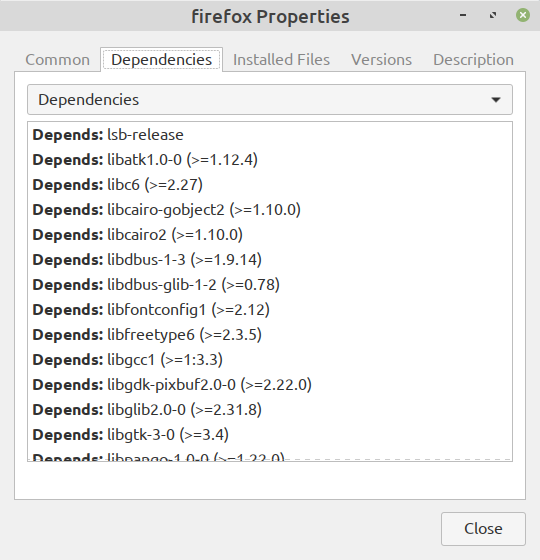 firefox Properties
Common Dependencies Installed Files Versions Description
Dependencies
Depends: lsb-release
Depends: libatk1.0-0 (>=1.12.4)
Depends: libc6 (>=2.27)
Depends: libcairo-gobject2 (>=1.10.0)
Depends: libcairo2 (>=1.10.0)
Depends: libdbus-1-3 (>=1.9.14)
Depends: libdbus-glib-1-2 (>=0.78)
Depends: libfontconfig1 (>=2.12)
Depends: libfreetype6 (>=2.3.5)
Depends: libgcc1 (>=1:3.3)
Depends: libgdk-pixbuf2.0-0 (>=2.22.0)
Depends: libglib2.0-0 (>=2.31.8)
Depends: libgtk-3-0 (>=3.4)
Depends: libpango-1.0-0 (>=1.22.0)
Close